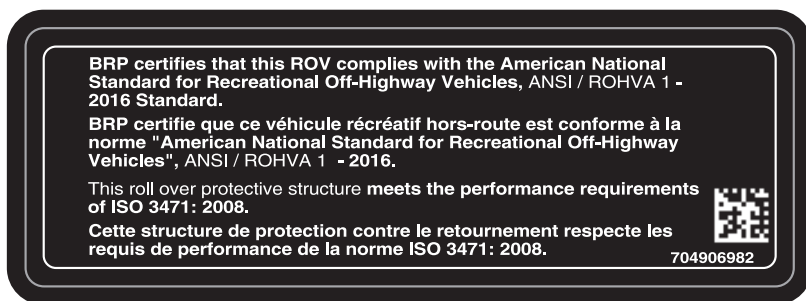 BRP certifies that this ROV complies with the American National
Standard for Recreational Off-Highway Vehicles, ANSI / ROHVA 1 -
2016 Standard.
BRP certifie que ce véhicule récréatif hors-route est conforme à la
norme "American National Standard for Recreational Off-Highway
Vehicles", ANSI / ROHVA 1 - 2016.
This roll over protective structure meets the performance requirements
of ISO 3471: 2008.
Cette structure de protection contre le retournement respecte les
requis de performance de la norme ISO 3471: 2008.
704906982